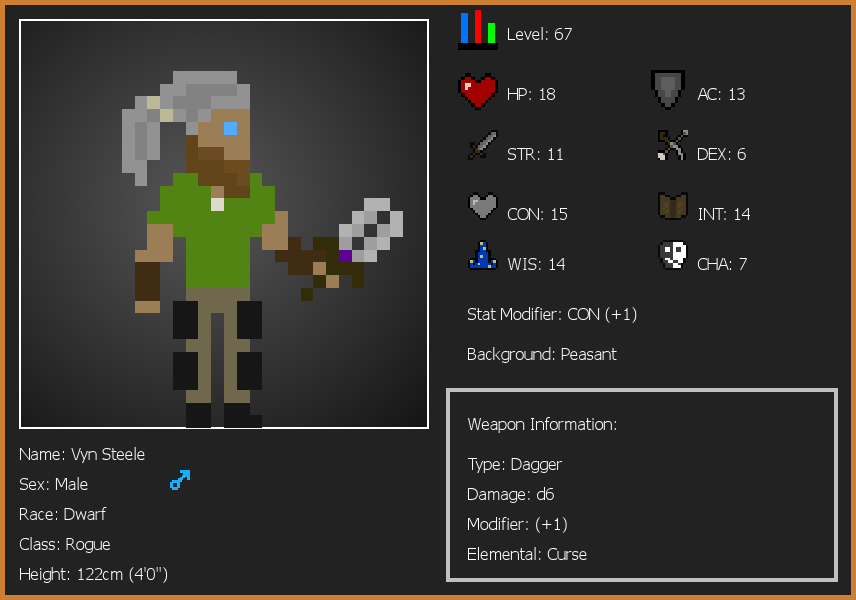 Level: 67
HP: 18
AC: 13
STR: 11
DEX: 6
CON: 15
INT: 14
WIS: 14
CHA: 7
Stat Modifier: CON (+1)
Background: Peasant
Weapon Information:
Type: Dagger
Damage: d6
Modifier: (+1)
Elemental: Curse
Name: Vyn Steele
Sex: Male
Race: Dwarf
Class: Rogue
Height: 122cm (4'0")